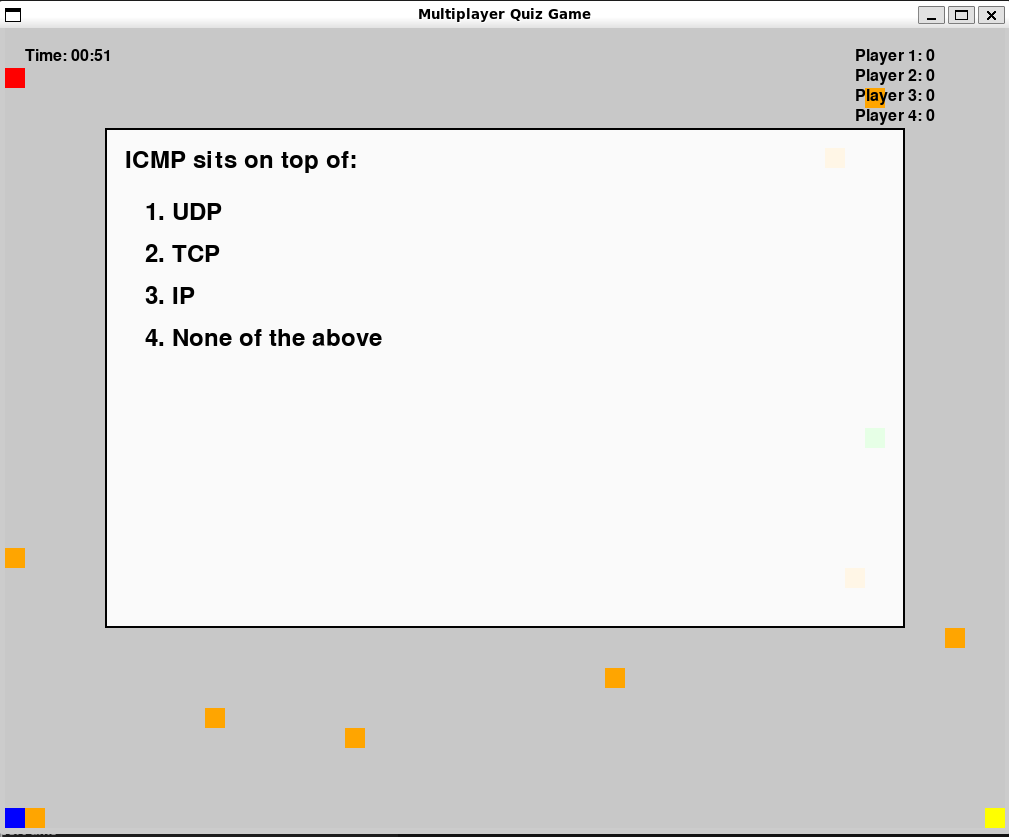 Multiplayer Quiz Game
Time: 00:51
Player 1: 0
Player 2: 0
Player 3: 0
Player 4: 0
ICMP sits on top of:
1. UDP
2. TCP
3. IP
4. None of the above